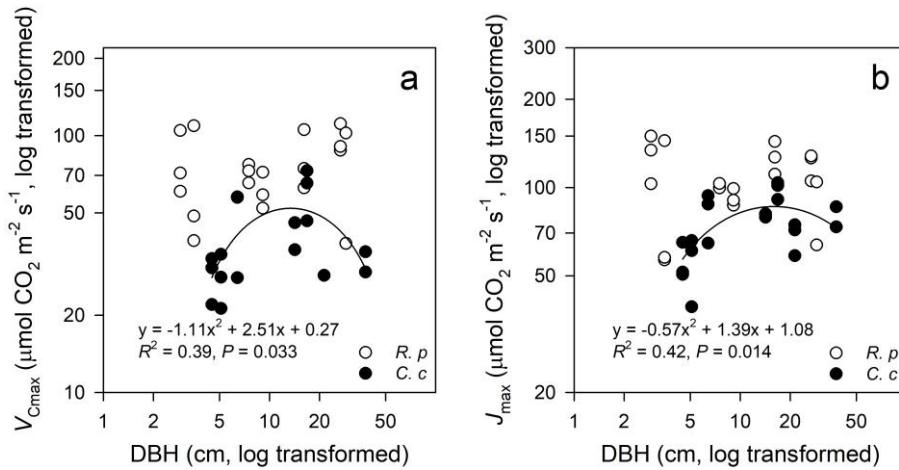 a
V_Cmax (μmol CO₂ m⁻² s⁻¹, log transformed)
200
150
100
70
50
20
10
y = -1.11x² + 2.51x + 0.27
R² = 0.39, P = 0.033
R. p
C. c
1 2 5 10 20 50
DBH (cm, log transformed)
b
J_max (μmol CO₂ m⁻² s⁻¹, log transformed)
300
200
150
100
70
50
20
y = -0.57x² + 1.39x + 1.08
R² = 0.42, P = 0.014
R. p
C. c
1 2 5 10 20 50
DBH (cm, log transformed)